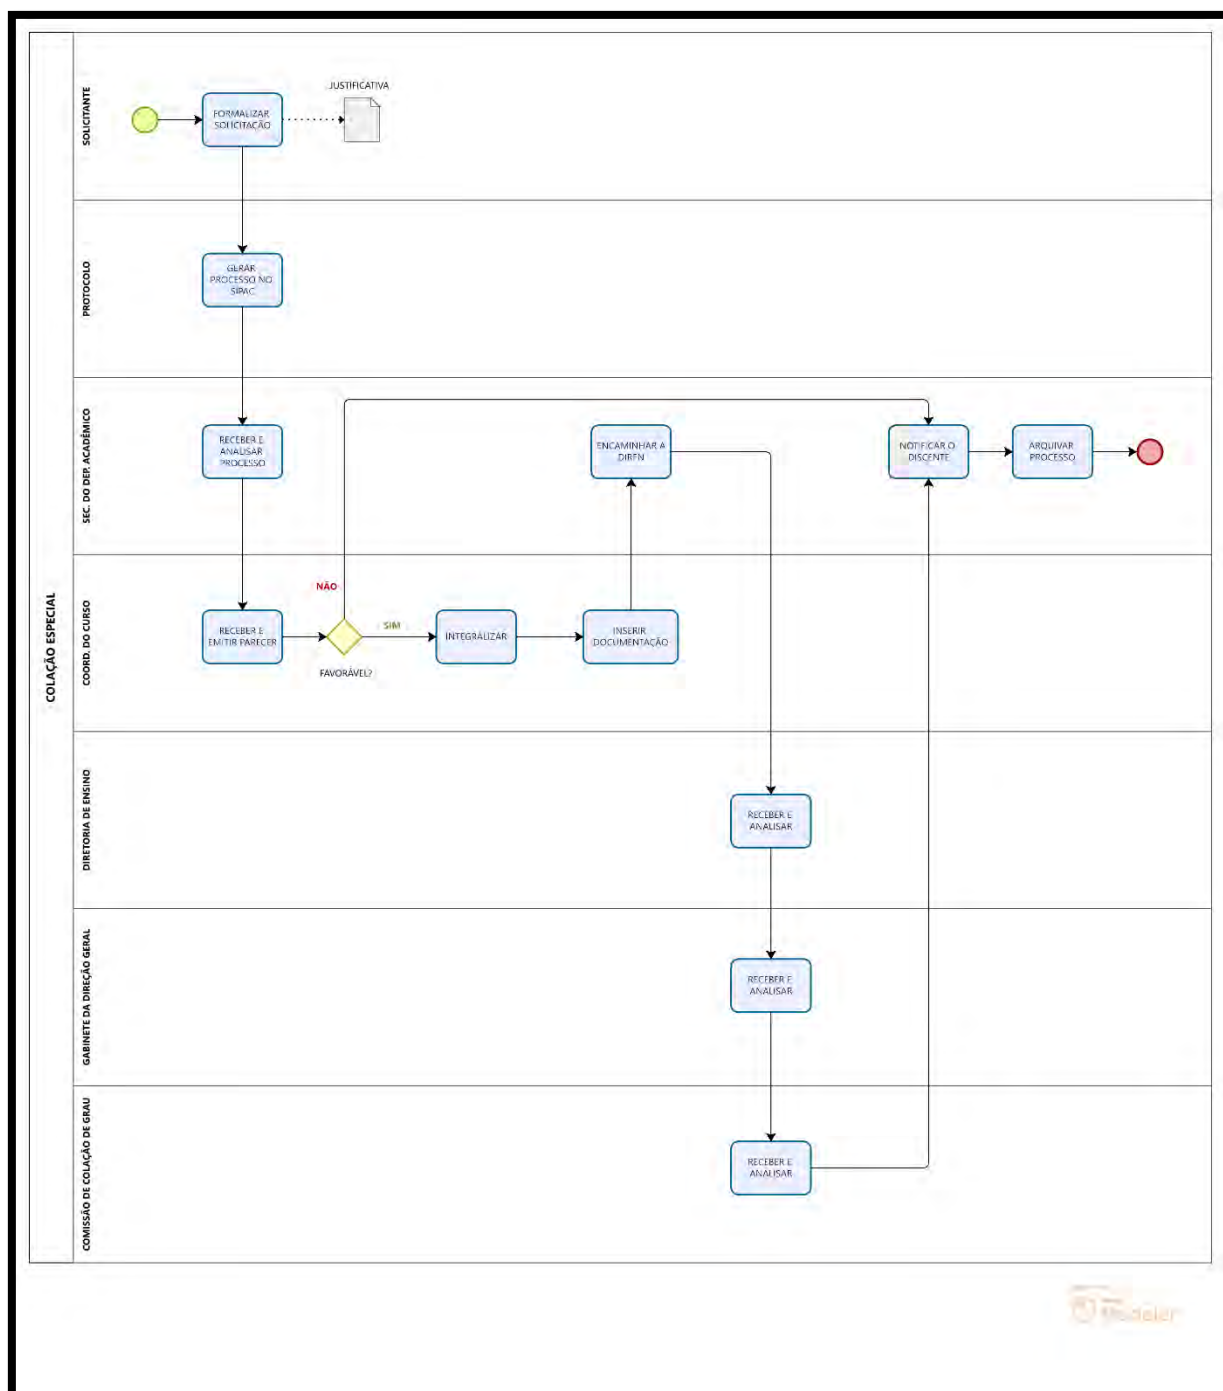 COLAÇÃO ESPECIAL
SOLICITANTE
FORMALIZAR
SOLICITAÇÃO
JUSTIFICATIVA
PROTOCOLO
GERAR
PROCESSO NO
SIPAC
SEC. DO DEP. ACADÊMICO
RECEBER E
ANALISAR
PROCESSO
ENCAMINHAR A
DIREN
NOTIFICAR O
DISCENTE
ARQUIVAR
PROCESSO
COORD. DO CURSO
RECEBER E
EMITIR PARECER
NÃO
FAVORÁVEL?
SIM
INTEGRALIZAR
INSERIR
DOCUMENTAÇÃO
DIRETORIA DE ENSINO
RECEBER E
ANALISAR
GABINETE DA DIREÇÃO GERAL
RECEBER E
ANALISAR
COMISSÃO DE COLAÇÃO DE GRAU
RECEBER E
ANALISAR
Modeler